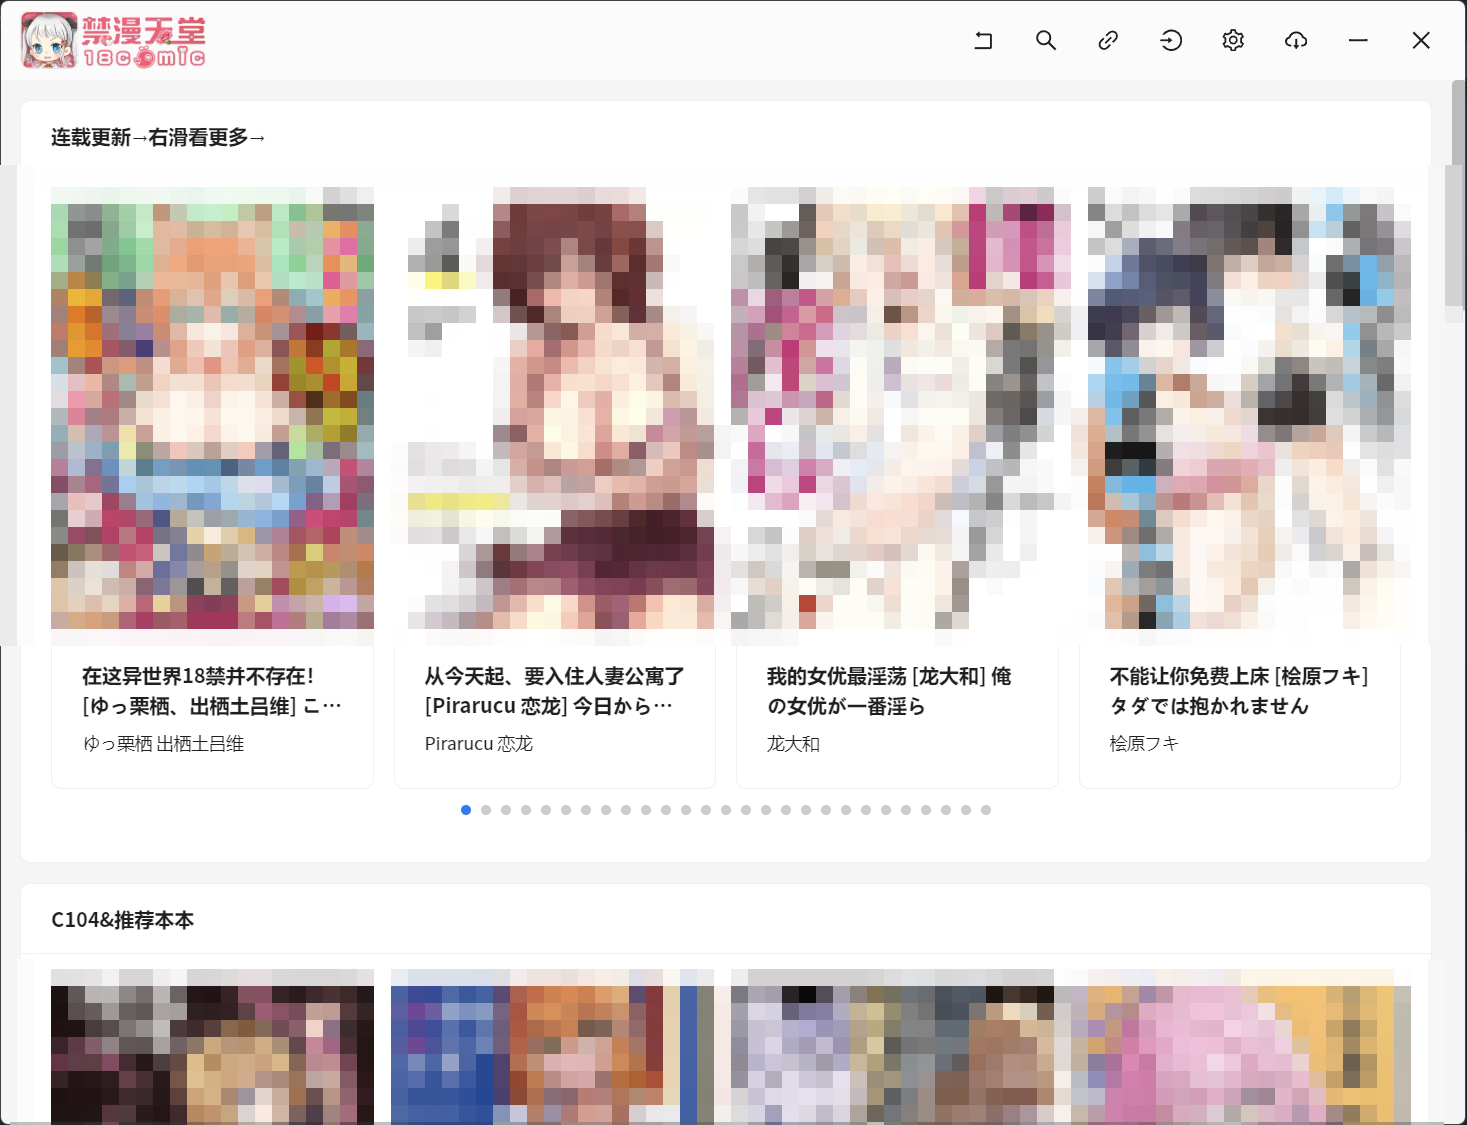 禁漫天堂
18comic
连载更新→右滑看更多→
在这异世界18禁并不存在！
[ゆっ栗栖、出栖土吕维] こ…
ゆっ栗栖 出栖土吕维
从今天起、要入住人妻公寓了
[Pirarucu 恋龙] 今日から…
Pirarucu 恋龙
我的女优最淫荡 [龙大和] 俺
の女优が一番淫ら
龙大和
不能让你免费上床 [桧原フキ]
タダでは抱かれません
桧原フキ
C104&推荐本本